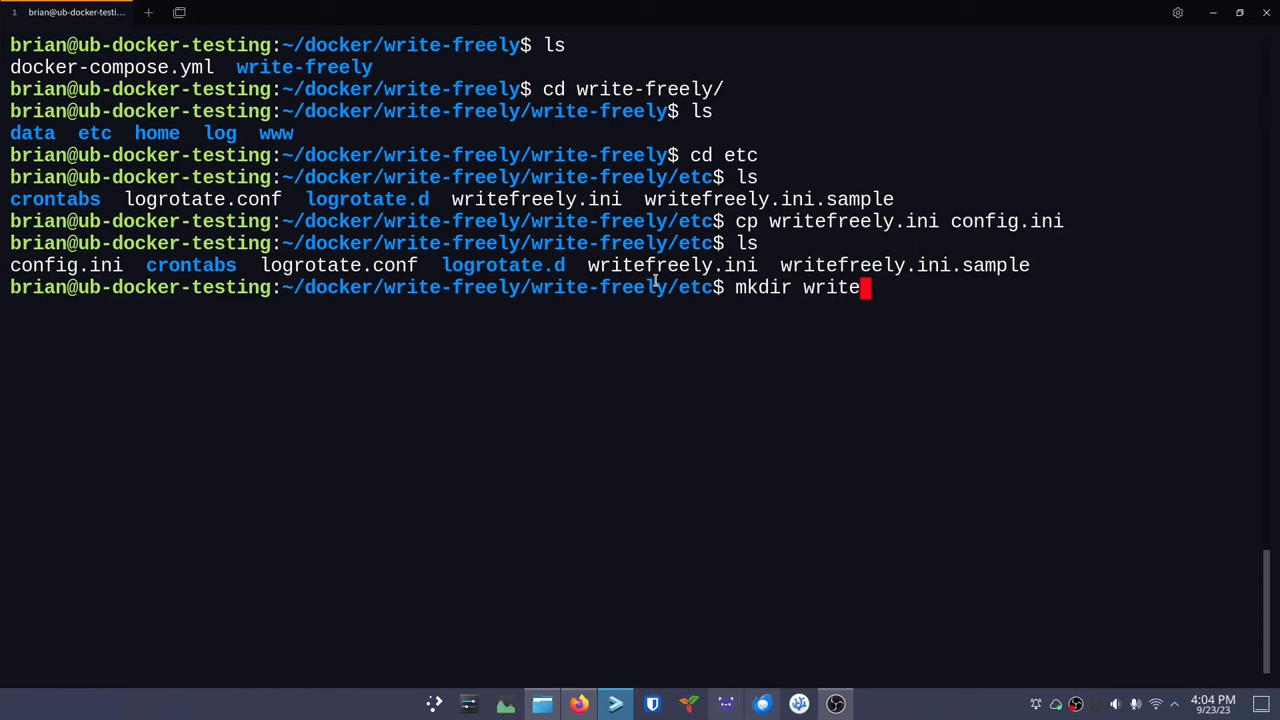 1 brian@ub-docker-testi...
brian@ub-docker-testing:~/docker/write-freely$ ls
docker-compose.yml write-freely
brian@ub-docker-testing:~/docker/write-freely$ cd write-freely/
brian@ub-docker-testing:~/docker/write-freely/write-freely$ ls
data etc home log www
brian@ub-docker-testing:~/docker/write-freely/write-freely$ cd etc
brian@ub-docker-testing:~/docker/write-freely/write-freely/etc$ ls
crontabs logrotate.conf logrotate.d writefreely.ini writefreely.ini.sample
brian@ub-docker-testing:~/docker/write-freely/write-freely/etc$ cp writefreely.ini config.ini
brian@ub-docker-testing:~/docker/write-freely/write-freely/etc$ ls
config.ini crontabs logrotate.conf logrotate.d writefreely.ini writefreely.ini.sample
brian@ub-docker-testing:~/docker/write-freely/write-freely/etc$ mkdir write
4:04 PM
9/23/23